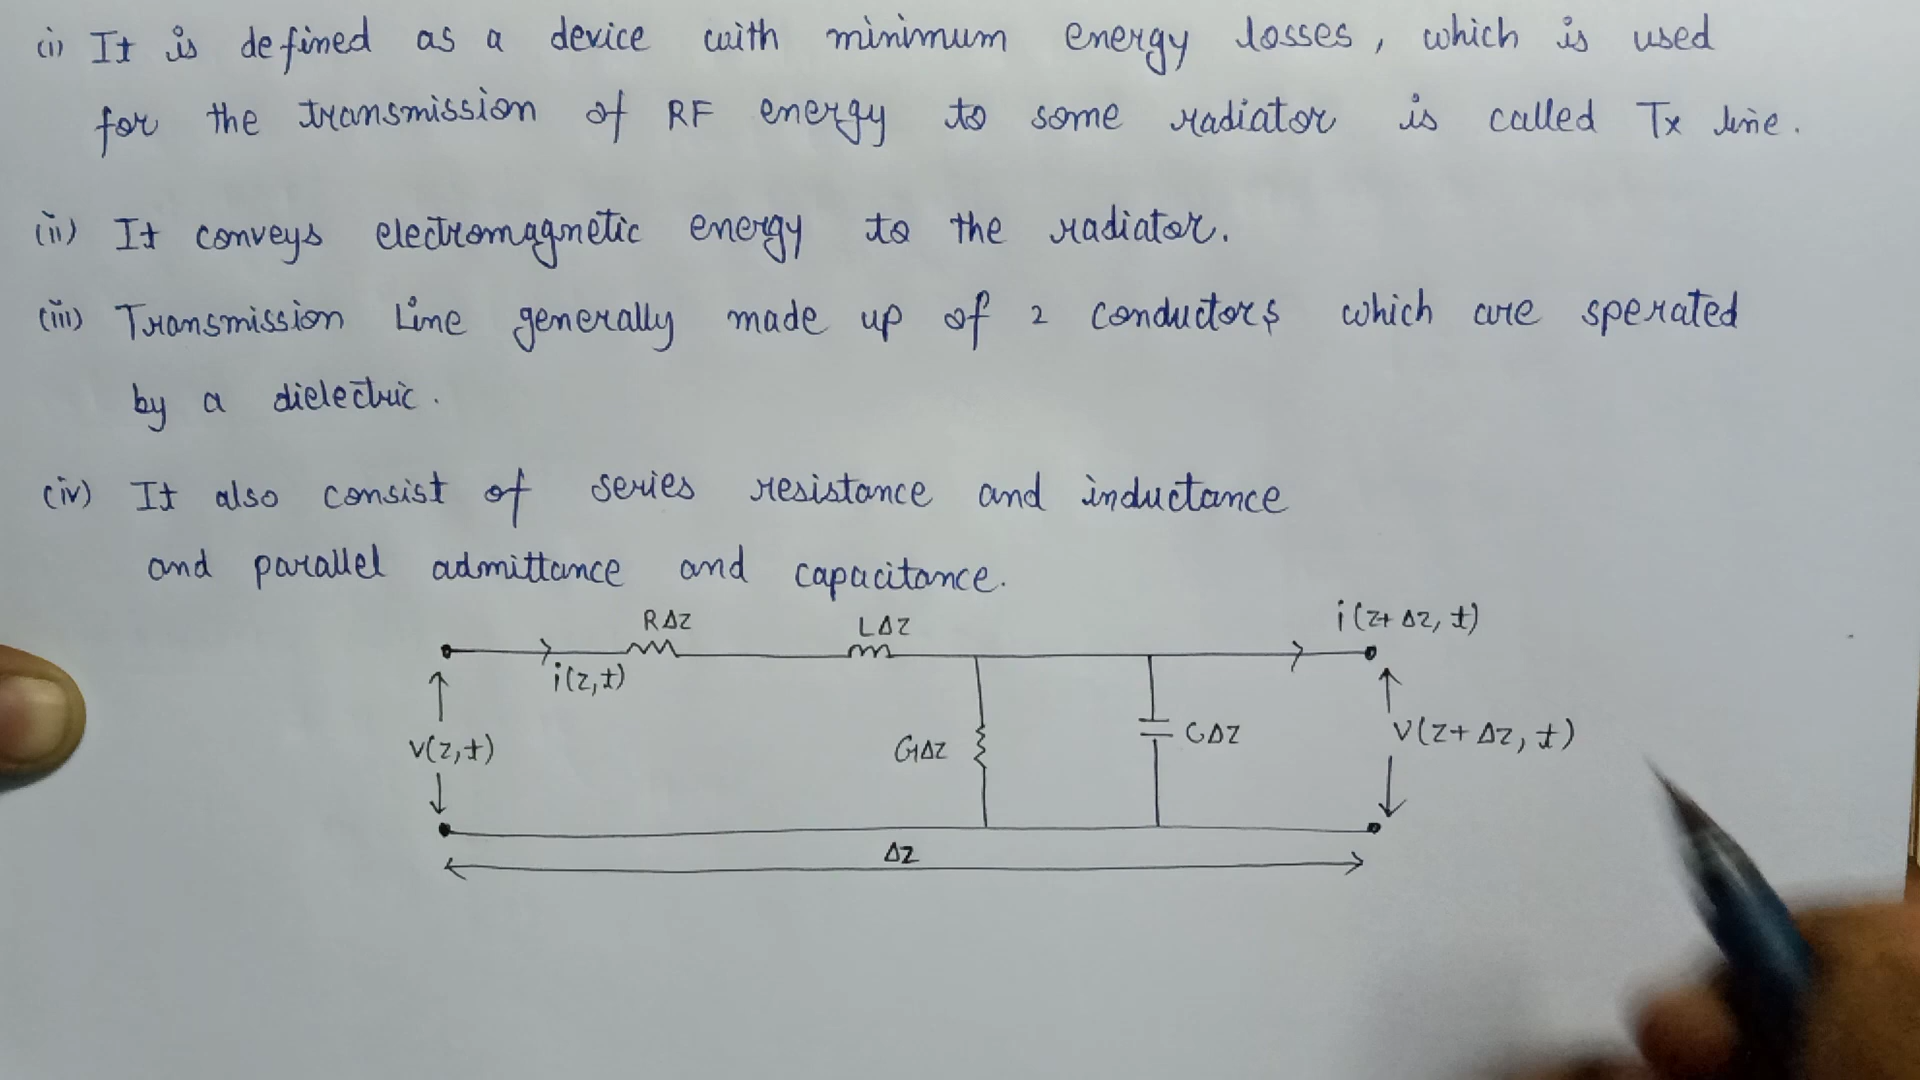 (i) It is defined as a device with minimum energy losses, which is used
for the transmission of RF energy to some radiator is called Tx line.
(ii) It conveys electromagnetic energy to the radiator.
(iii) Transmission Line generally made up of 2 conductors which are sperated
by a dielectric.
(iv) It also consist of series resistance and inductance
and parallel admittance and capacitance.
RΔZ
LΔZ
i(z+Δz, t)
i(z,t)
V(z,t)
GΔZ
CΔZ
V(z+Δz, t)
ΔZ